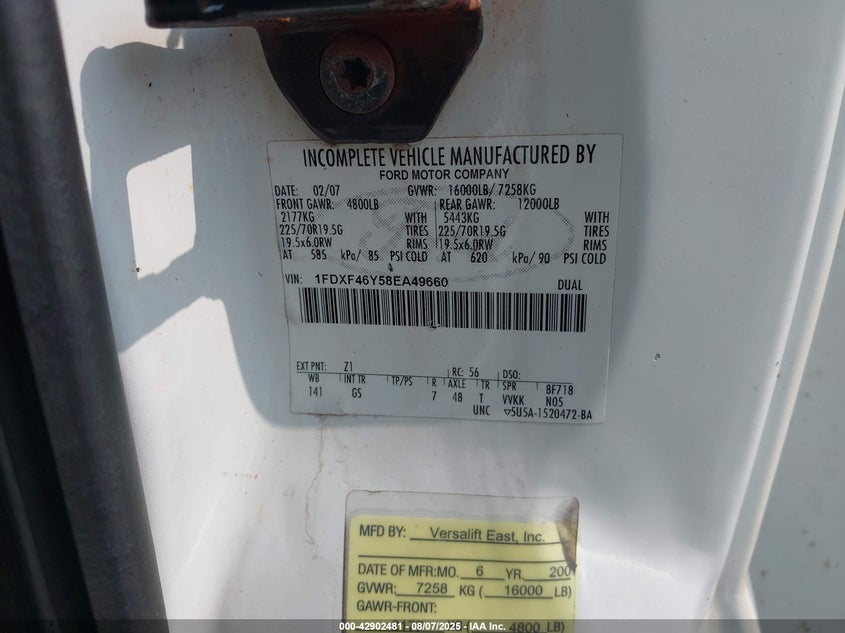 INCOMPLETE VEHICLE MANUFACTURED BY
FORD MOTOR COMPANY
DATE: 02/07 GVWR: 16000LB/ 7258KG
FRONT GAWR: 4800LB REAR GAWR: 12000LB
2177KG WITH 5443KG WITH
225/70R19.5G TIRES 225/70R19.5G TIRES
19.5x6.0RW RIMS 19.5x6.0RW RIMS
AT 585 kPa/ 85 PSI COLD AT 620 kPa/ 90 PSI COLD
VIN: 1FDXF46Y58EA49660 DUAL
EXT PNT: Z1 RC: 56 DSO:
WB INT TR TP/PS R AXLE TR SPR 8F718
141 GS 7 48 T VVKK N05
UNC ▽5U5A-1520472-BA
MFD BY: Versalift East, Inc.
DATE OF MFR:MO. 6 YR. 200
GVWR: 7258 KG ( 16000 LB)
GAWR-FRONT:
4800 LB)
000-42902481 - 08/07/2025 - IAA Inc.